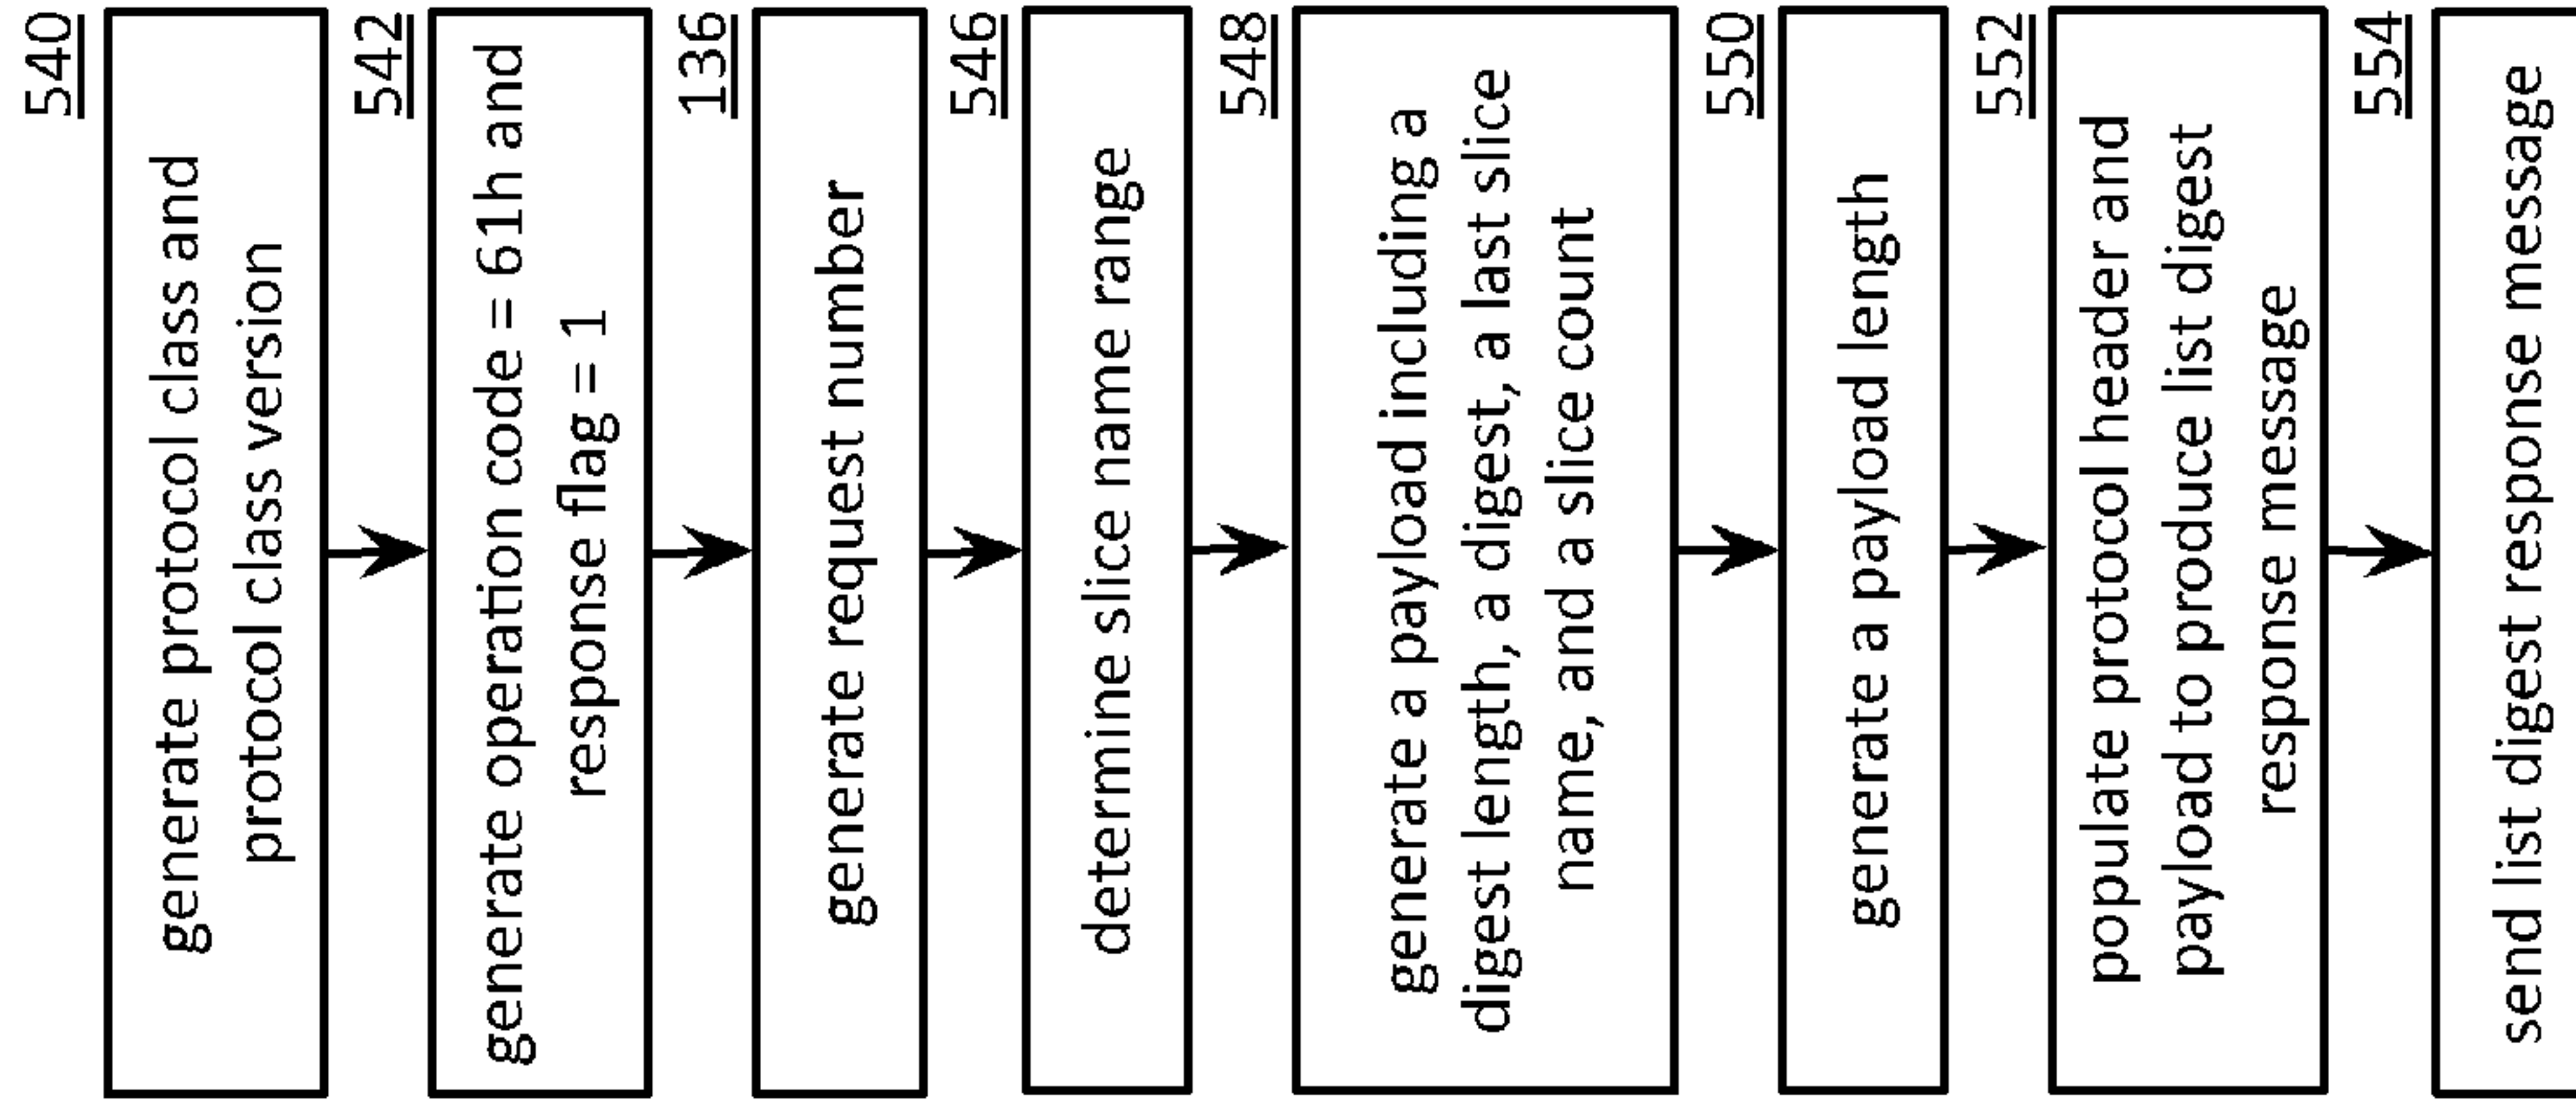 540
generate protocol class and
protocol class version
542
generate operation code = 61h and
response flag = 1
136
generate request number
546
determine slice name range
548
generate a payload including a
digest length, a digest, a last slice
name, and a slice count
550
generate a payload length
552
populate protocol header and
payload to produce list digest
response message
554
send list digest response message